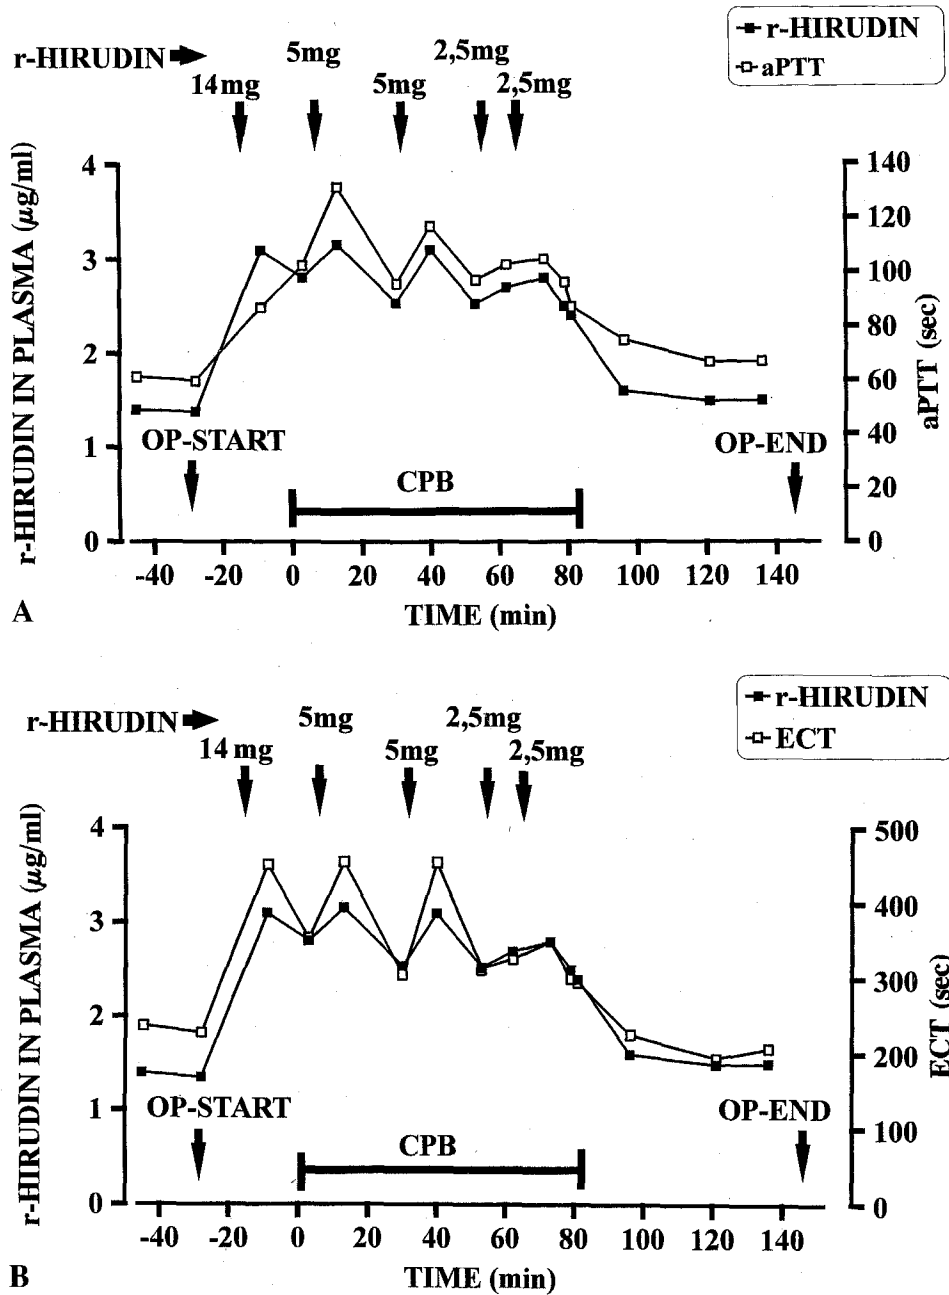 r-HIRUDIN
aPTT
r-HIRUDIN
5mg
2,5mg
14mg
5mg
2,5mg
r-HIRUDIN IN PLASMA (µg/ml)
4
3
2
1
0
140
120
100
80
60
40
20
0
aPTT (sec)
OP-START
OP-END
CPB
-40 -20 0 20 40 60 80 100 120 140
TIME (min)
A
r-HIRUDIN
ECT
r-HIRUDIN
5mg
2,5mg
14 mg
5mg
2,5mg
r-HIRUDIN IN PLASMA (µg/ml)
4
3
2
1
0
500
400
300
200
100
0
ECT (sec)
OP-START
OP-END
CPB
-40 -20 0 20 40 60 80 100 120 140
TIME (min)
B